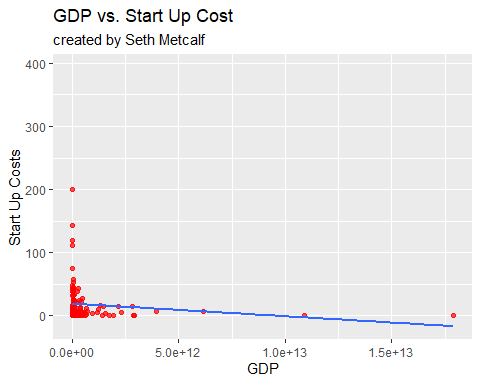 GDP vs. Start Up Cost
created by Seth Metcalf
400
300
200
100
0
Start Up Costs
0.0e+00 5.0e+12 1.0e+13 1.5e+13
GDP